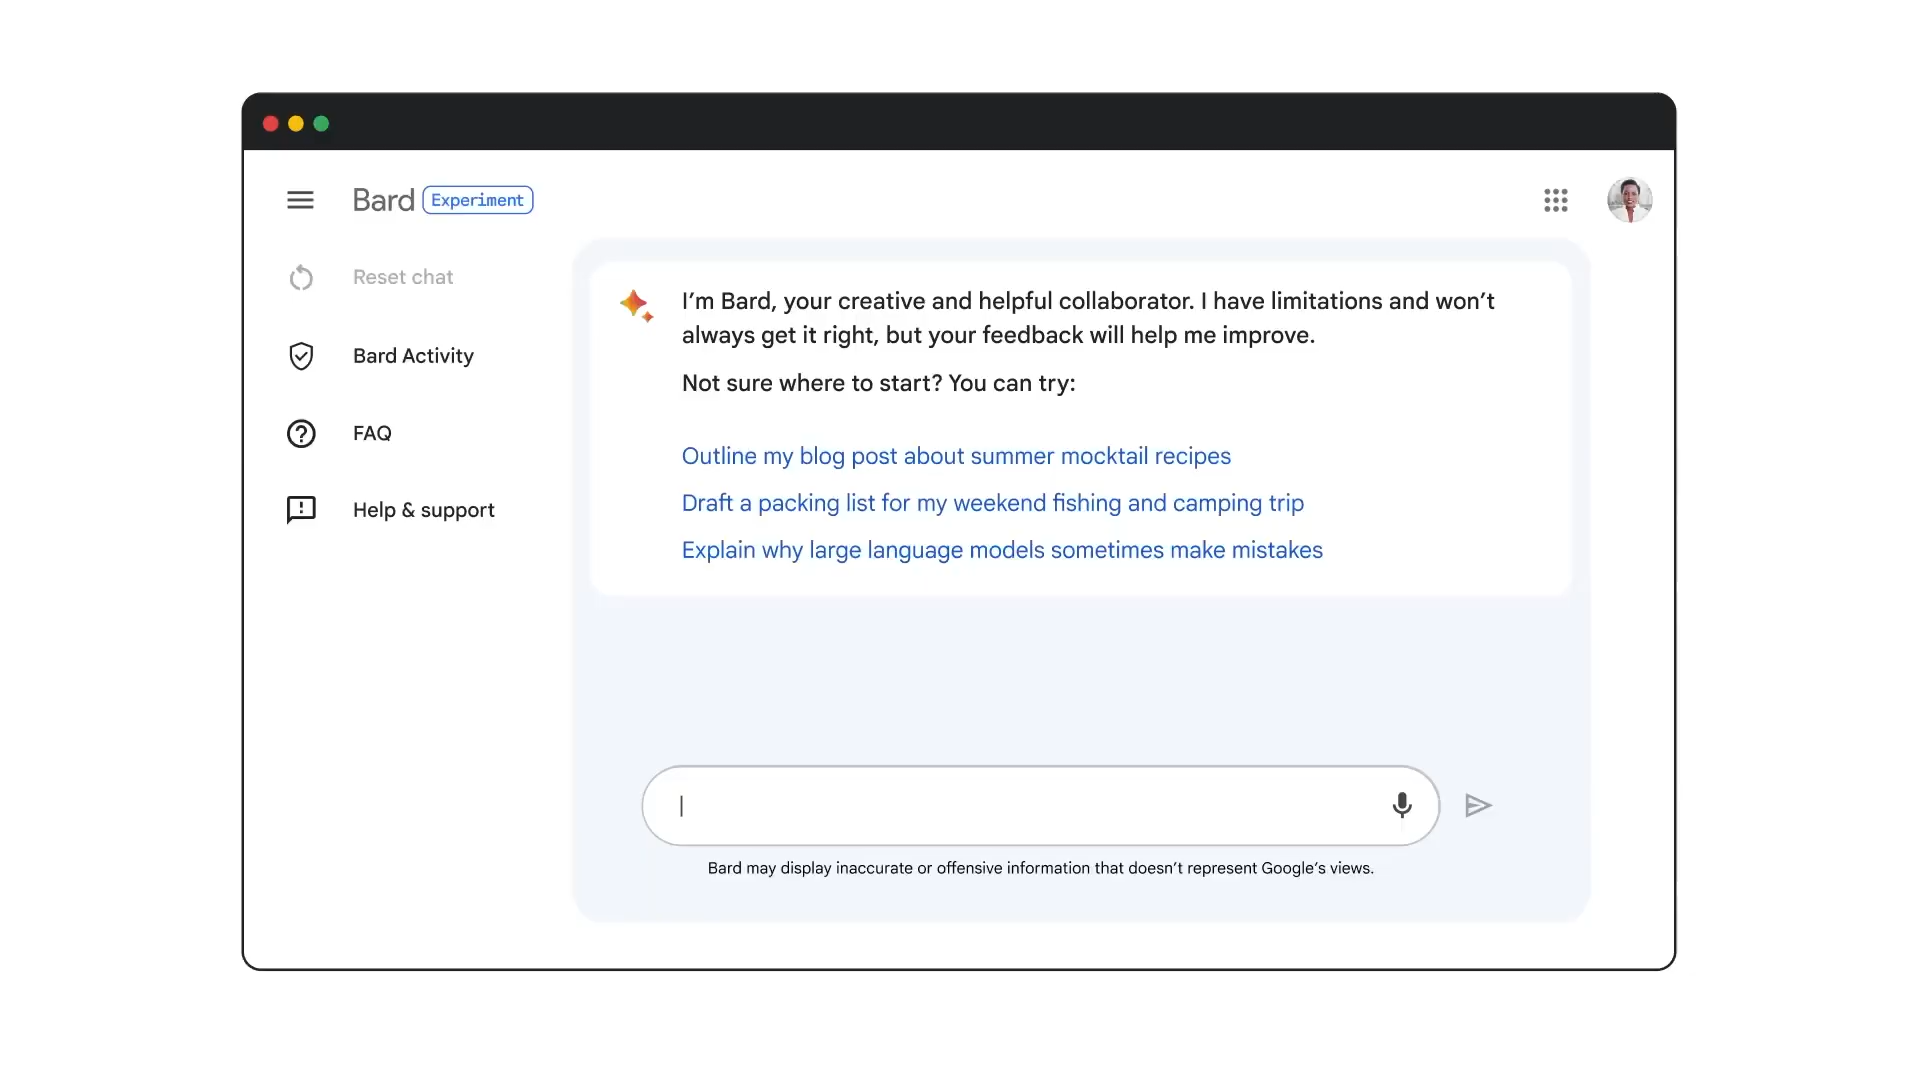 Bard Experiment
Reset chat
Bard Activity
FAQ
Help & support
I’m Bard, your creative and helpful collaborator. I have limitations and won’t
always get it right, but your feedback will help me improve.
Not sure where to start? You can try:
Outline my blog post about summer mocktail recipes
Draft a packing list for my weekend fishing and camping trip
Explain why large language models sometimes make mistakes
Bard may display inaccurate or offensive information that doesn’t represent Google’s views.